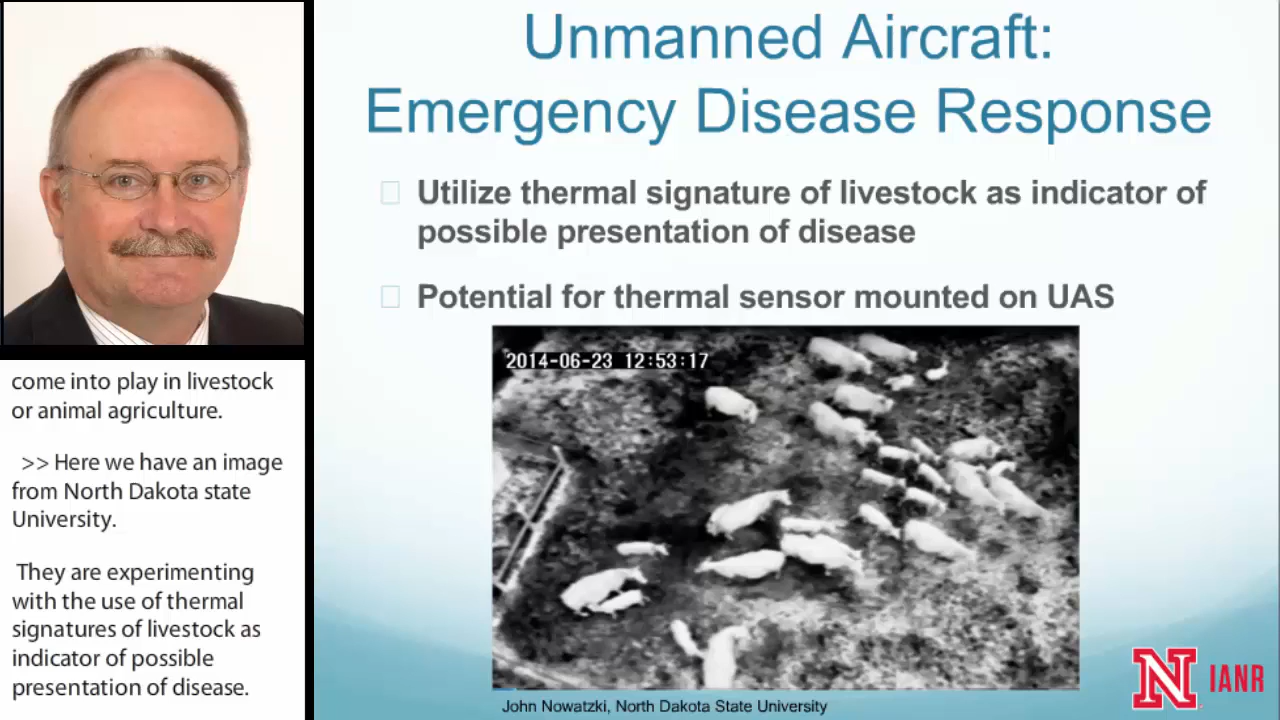 Unmanned Aircraft:
Emergency Disease Response
Utilize thermal signature of livestock as indicator of
possible presentation of disease
Potential for thermal sensor mounted on UAS
2014-06-23 12:53:17
John Nowatzki, North Dakota State University
N IANR
come into play in livestock
or animal agriculture.
>> Here we have an image
from North Dakota state
University.
They are experimenting
with the use of thermal
signatures of livestock as
indicator of possible
presentation of disease.